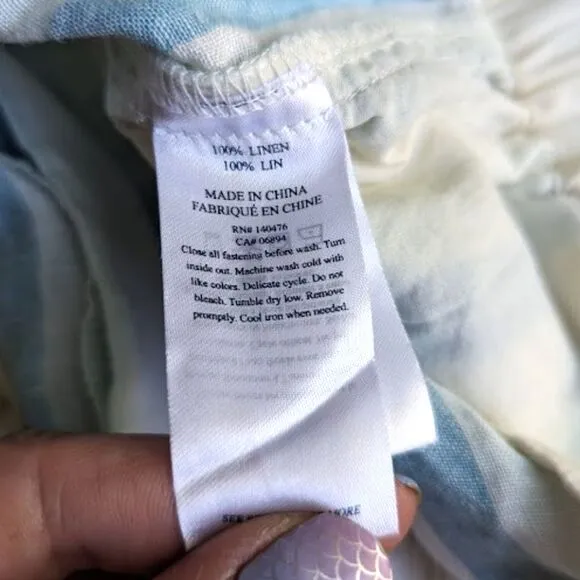 100% LINEN
100% LIN
MADE IN CHINA
FABRIQUÉ EN CHINE
RN# 140476
CA# 06894
Close all fastening before wash. Turn
inside out. Machine wash cold with
like colors. Delicate cycle. Do not
bleach. Tumble dry low. Remove
promptly. Cool iron when needed.
SEE MORE